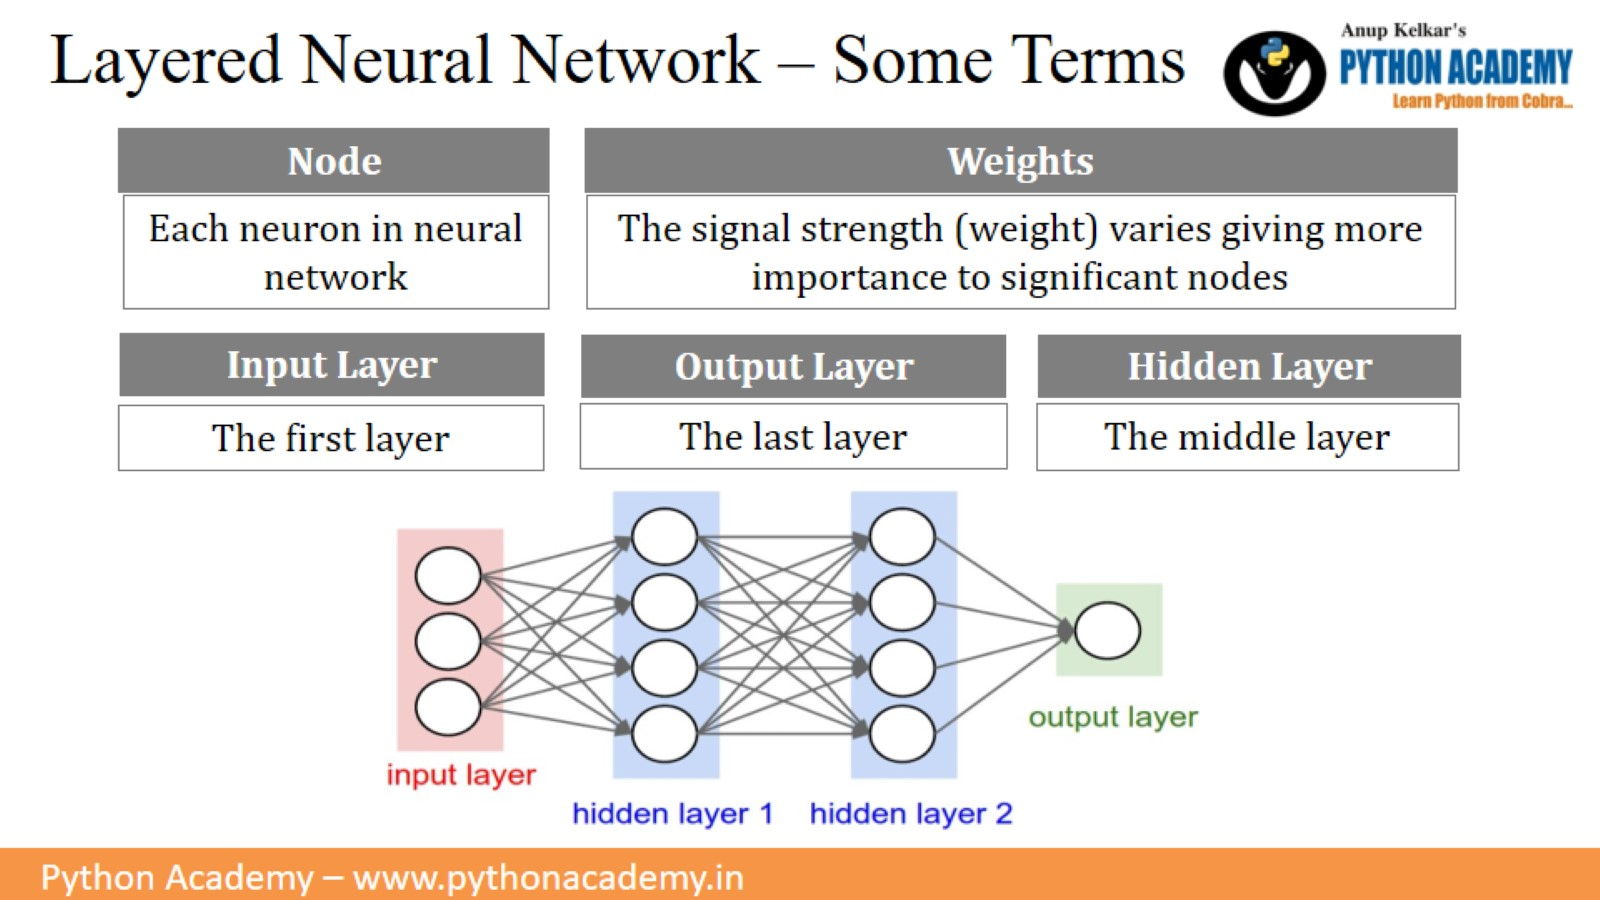 Layered Neural Network – Some Terms
Anup Kelkar's
PYTHON ACADEMY
Learn Python from Cobra...
Node
Each neuron in neural
network
Weights
The signal strength (weight) varies giving more
importance to significant nodes
Input Layer
The first layer
Output Layer
The last layer
Hidden Layer
The middle layer
input layer
hidden layer 1
hidden layer 2
output layer
Python Academy – www.pythonacademy.in